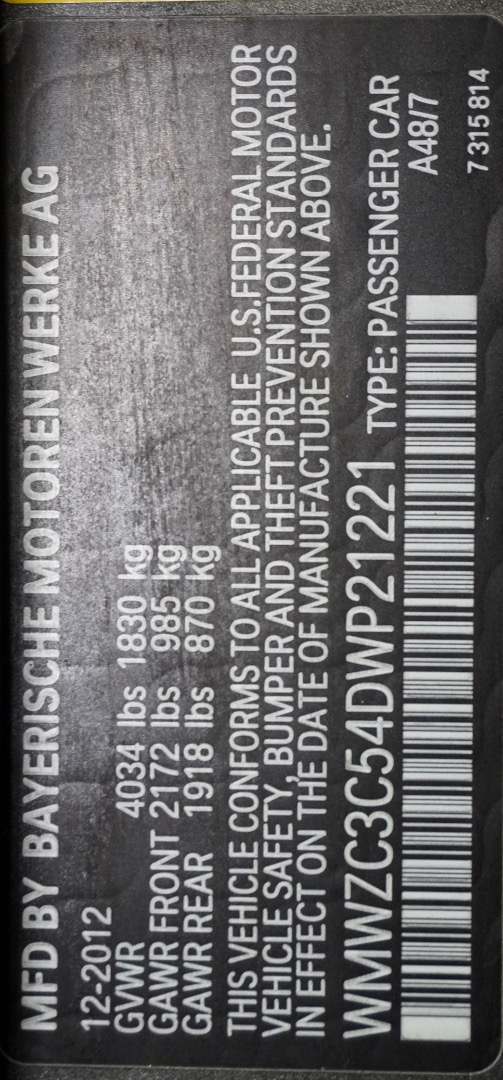 MFD BY BAYERISCHE MOTOREN WERKE AG
12-2012
GVWR 4034 lbs 1830 kg
GAWR FRONT 2172 lbs 985 kg
GAWR REAR 1918 lbs 870 kg
THIS VEHICLE CONFORMS TO ALL APPLICABLE U.S.FEDERAL MOTOR
VEHICLE SAFETY, BUMPER AND THEFT PREVENTION STANDARDS
IN EFFECT ON THE DATE OF MANUFACTURE SHOWN ABOVE.
WMWZC3C54DWP21221 TYPE: PASSENGER CAR
A48/7
7 315 814